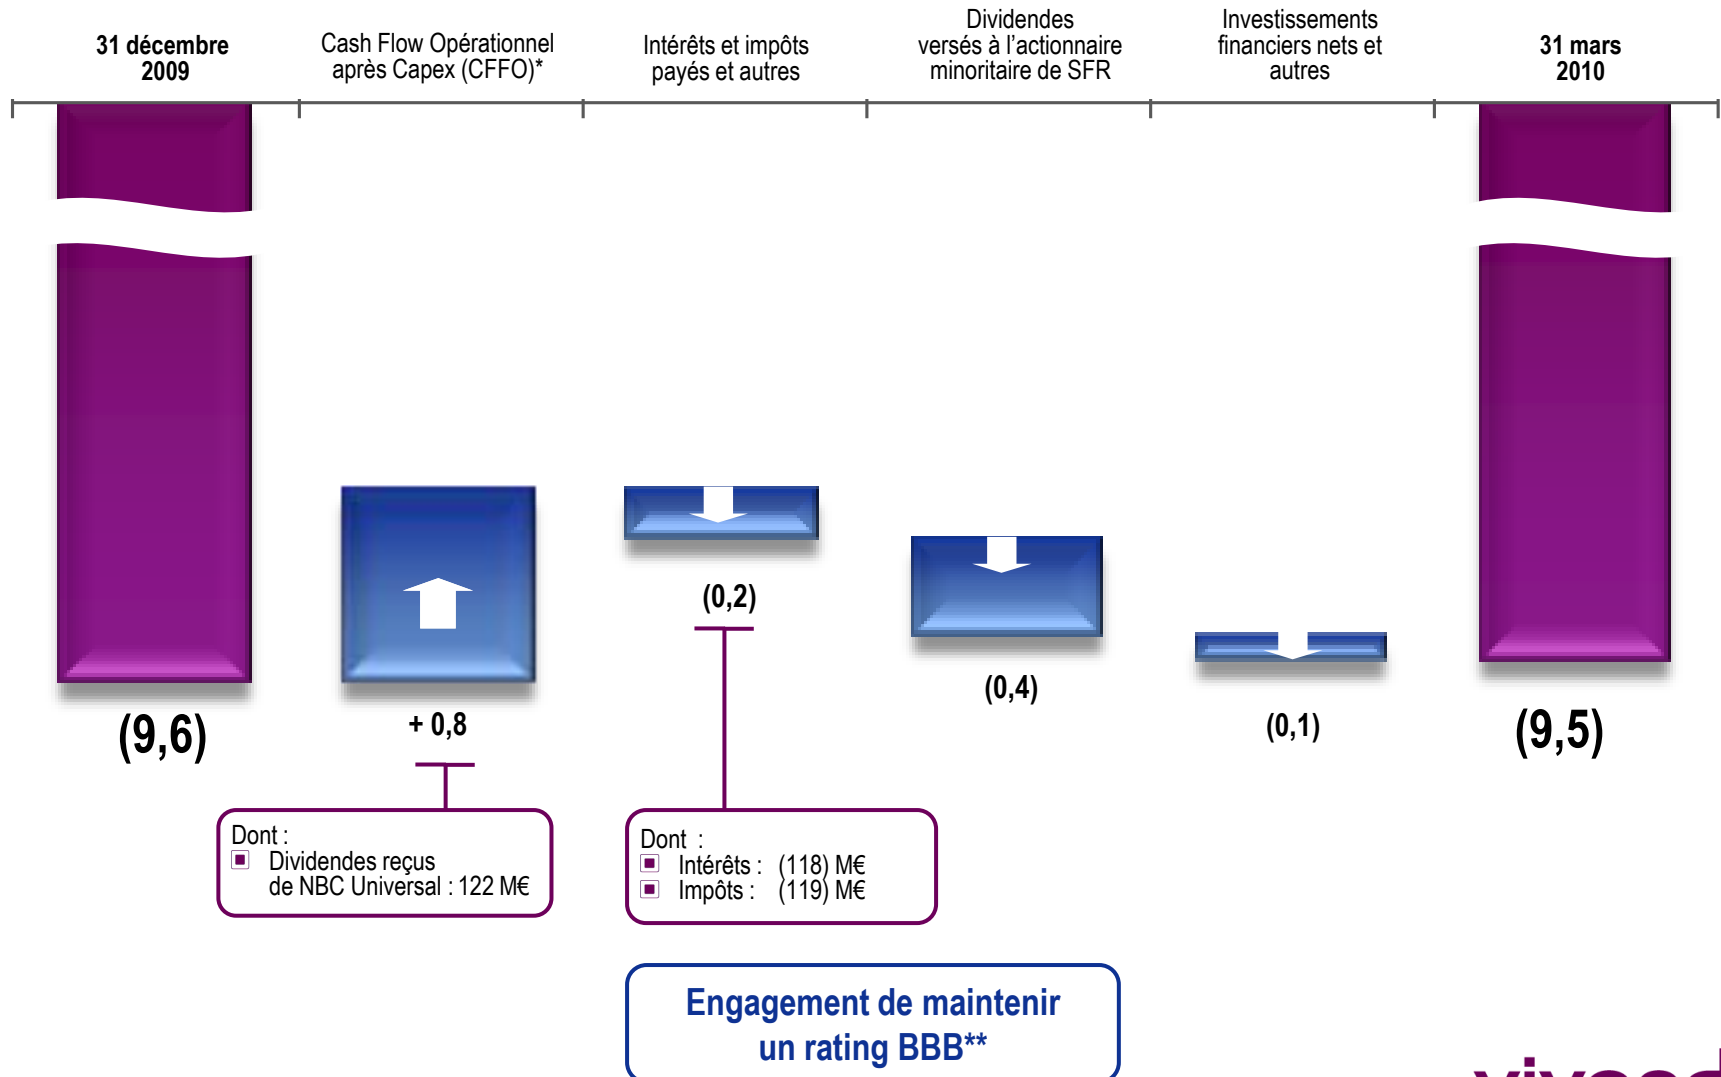 31 décembre
2009
Cash Flow Opérationnel
après Capex (CFFO)*
Intérêts et impôts
payés et autres
Dividendes
versés à l'actionnaire
minoritaire de SFR
Investissements
financiers nets et
autres
31 mars
2010
(9,6)
+ 0,8
(0,2)
(0,4)
(0,1)
(9,5)
Dont :
Dividendes reçus
de NBC Universal : 122 M€
Dont :
Intérêts : (118) M€
Impôts : (119) M€
Engagement de maintenir
un rating BBB**